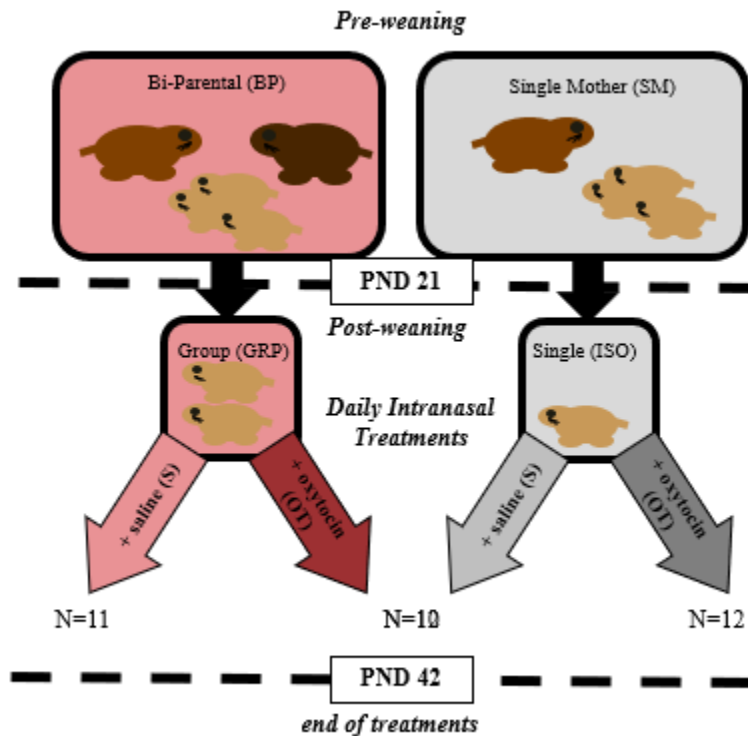 Pre-weaning
Bi-Parental (BP)
Single Mother (SM)
PND 21
Post-weaning
Group (GRP)
Single (ISO)
Daily Intranasal
Treatments
+ saline (S)
+ oxytocin
(OT)
+ saline (S)
+ oxytocin
(OT)
N=11
N=12
PND 42
end of treatments